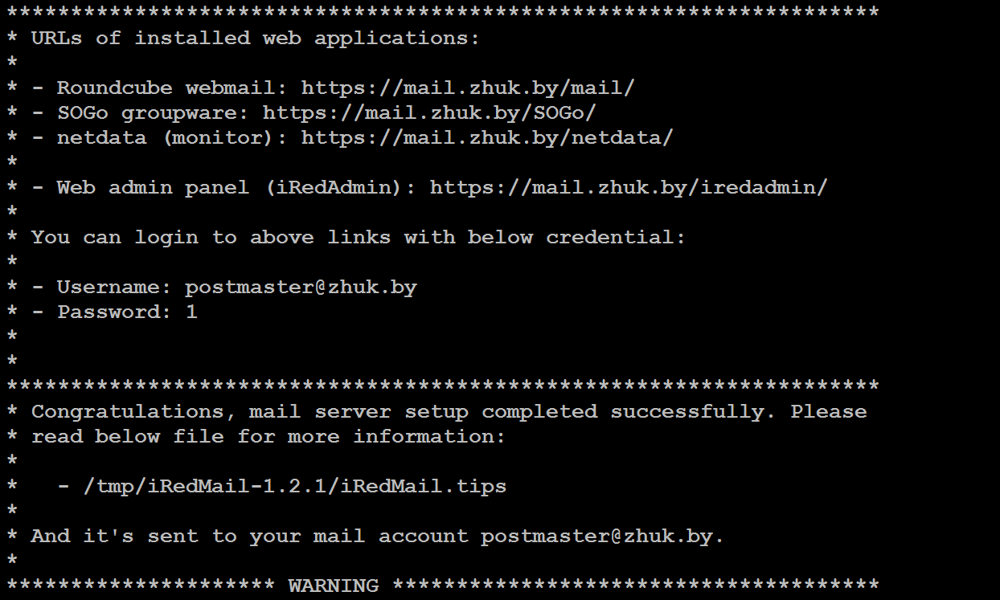 ********************************************************************
* URLs of installed web applications:
*
* - Roundcube webmail: https://mail.zhuk.by/mail/
* - SOGo groupware: https://mail.zhuk.by/SOGo/
* - netdata (monitor): https://mail.zhuk.by/netdata/
*
* - Web admin panel (iRedAdmin): https://mail.zhuk.by/iredadmin/
*
* You can login to above links with below credential:
*
* - Username: postmaster@zhuk.by
* - Password: 1
*
*
********************************************************************
* Congratulations, mail server setup completed successfully. Please
* read below file for more information:
*
*   - /tmp/iRedMail-1.2.1/iRedMail.tips
*
* And it's sent to your mail account postmaster@zhuk.by.
*
********************* WARNING **************************************